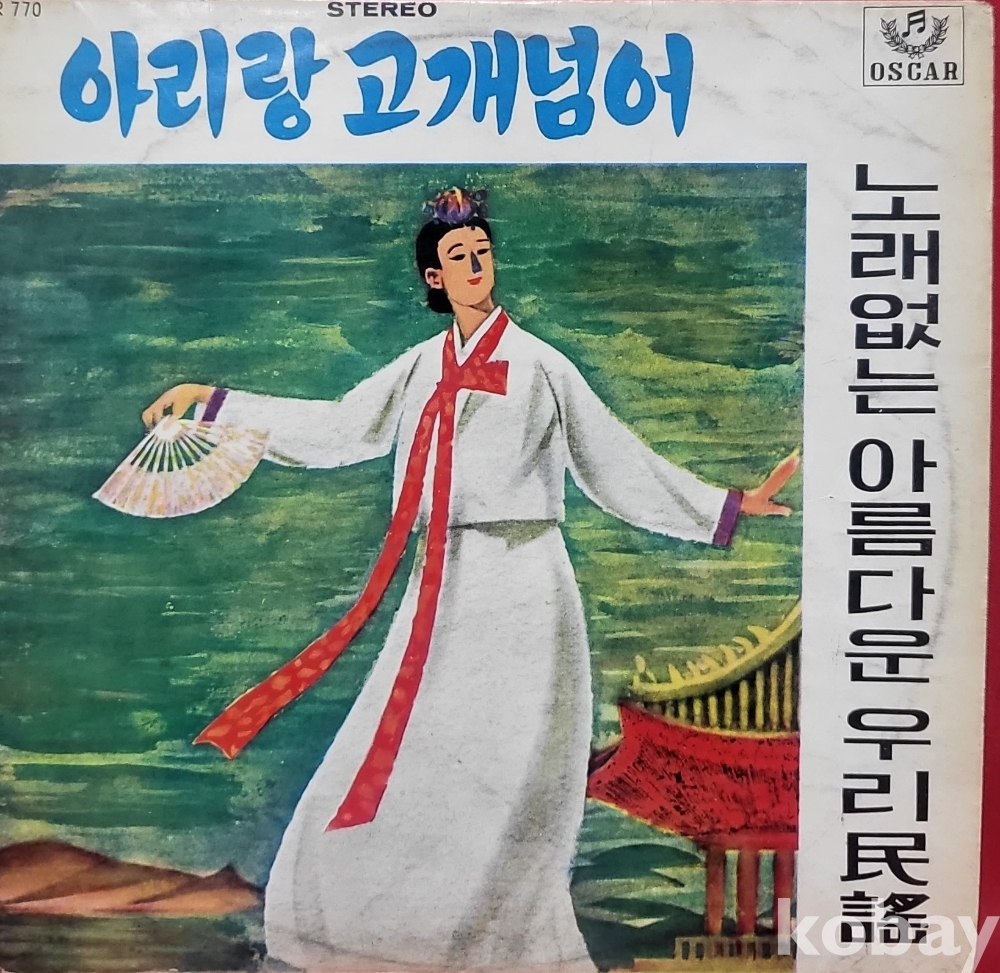 R 770
STEREO
아리랑 고개넘어
OSCAR
노래없는 아름다운 우리民謠
kobay